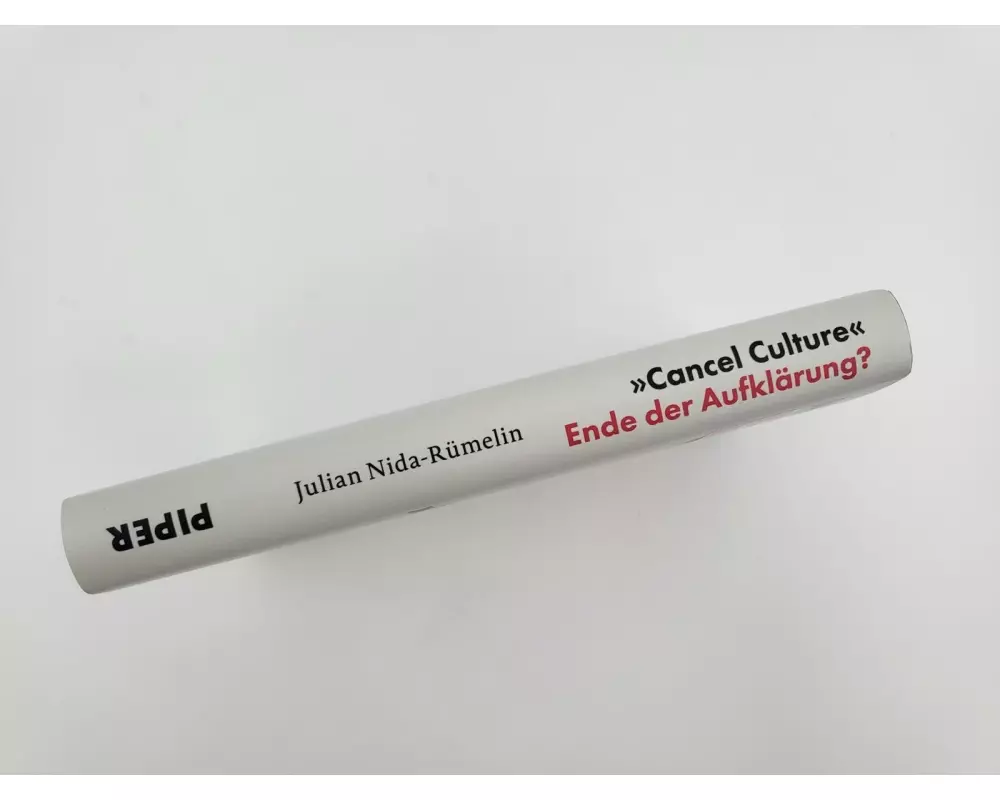 »Cancel Culture«
Ende der Aufklärung?
Julian Nida-Rümelin
PIPER